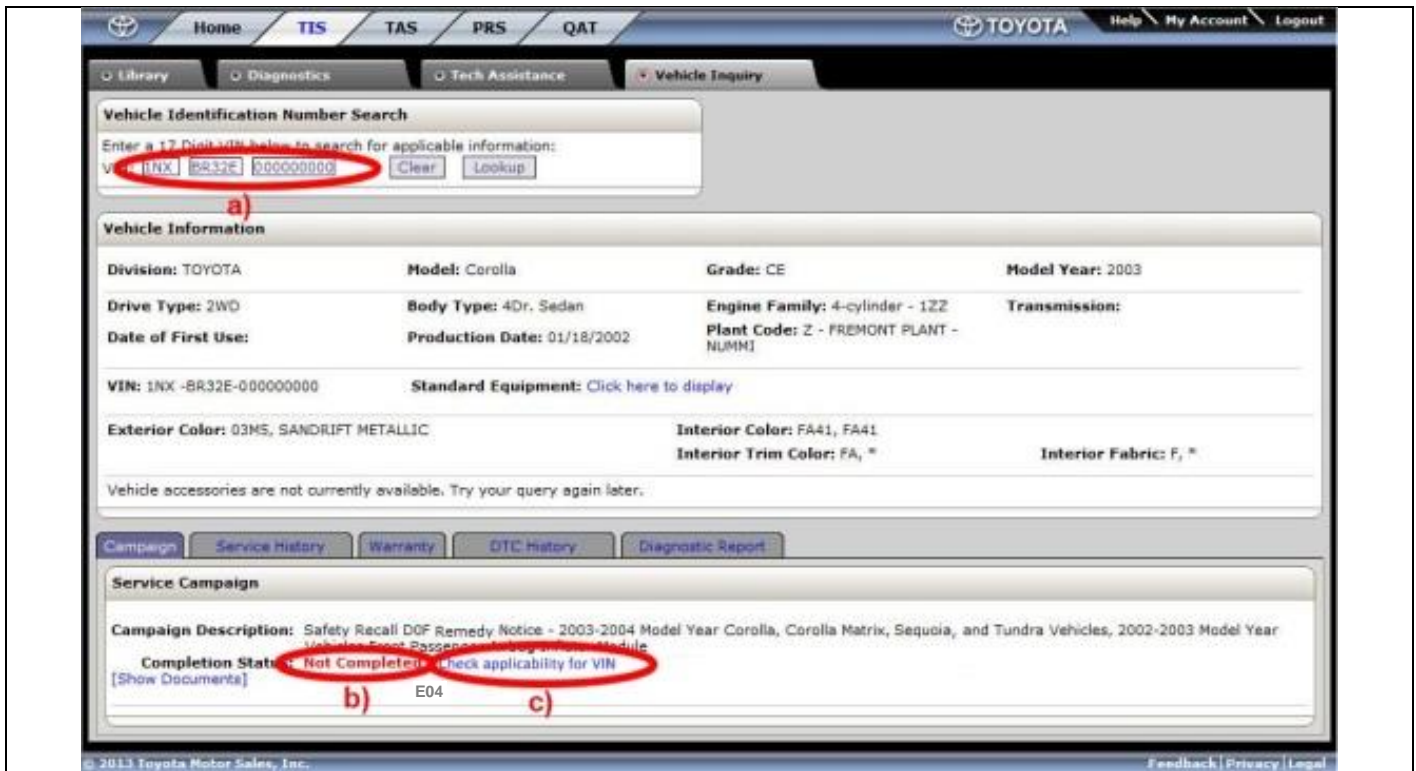 Home TIS TAS PRS QAT TOYOTA Help My Account Logout
Library Diagnostics Tech Assistance Vehicle Inquiry
Vehicle Identification Number Search
Enter a 17 Digit VIN below to search for applicable information:
1NX BR32E 000000000 Clear Lookup
a)
Vehicle Information
Division: TOYOTA Model: Corolla Grade: CE Model Year: 2003
Drive Type: 2WD Body Type: 4Dr. Sedan Engine Family: 4-cylinder - 1ZZ Transmission:
Date of First Use: Production Date: 01/18/2002 Plant Code: Z - FREMONT PLANT -
NUMMI
VIN: 1NX -BR32E-000000000 Standard Equipment: Click here to display
Exterior Color: 03M5, SANDRIFT METALLIC Interior Color: FA41, FA41
Interior Trim Color: FA, * Interior Fabric: F, *
Vehicle accessories are not currently available. Try your query again later.
Campaign Service History Warranty DTC History Diagnostic Report
Service Campaign
Campaign Description: Safety Recall D0F Remedy Notice - 2003-2004 Model Year Corolla, Corolla Matrix, Sequoia, and Tundra Vehicles, 2002-2003 Model Year
Front Passenger Module
Completion Status: Not Completed Check applicability for VIN
[Show Documents] E04
b) c)
© 2013 Toyota Motor Sales, Inc. Feedback | Privacy | Legal